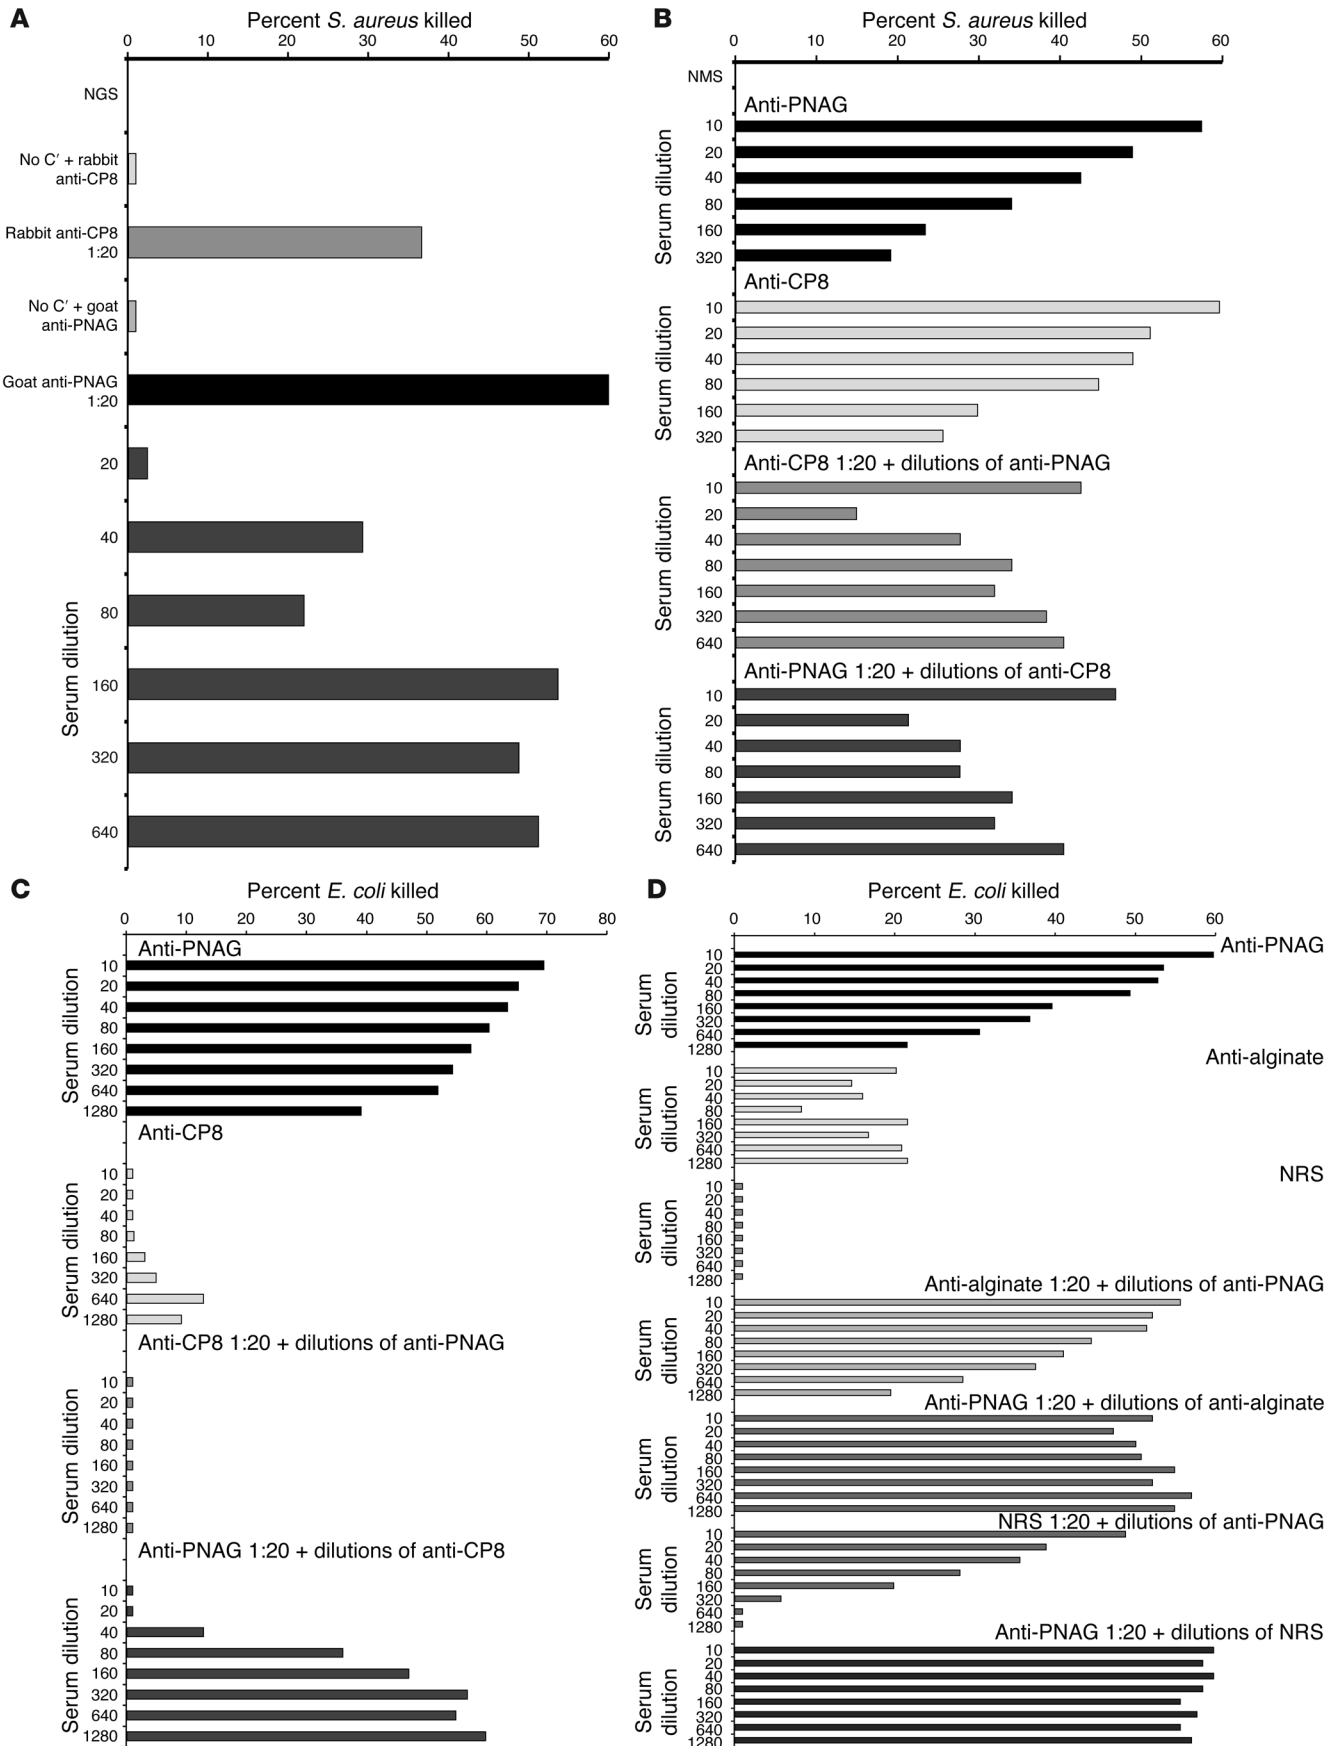 A
Percent S. aureus killed
0 10 20 30 40 50 60
NGS
No C′ + rabbit
anti-CP8
Rabbit anti-CP8
1:20
No C′ + goat
anti-PNAG
Goat anti-PNAG
1:20
Serum dilution
20
40
80
160
320
640
B
Percent S. aureus killed
0 10 20 30 40 50 60
NMS
Anti-PNAG
Serum dilution
10
20
40
80
160
320
Anti-CP8
Serum dilution
10
20
40
80
160
320
Anti-CP8 1:20 + dilutions of anti-PNAG
Serum dilution
10
20
40
80
160
320
640
Anti-PNAG 1:20 + dilutions of anti-CP8
Serum dilution
10
20
40
80
160
320
640
C
Percent E. coli killed
0 10 20 30 40 50 60 70 80
Anti-PNAG
Serum dilution
10
20
40
80
160
320
640
1280
Anti-CP8
Serum dilution
10
20
40
80
160
320
640
1280
Anti-CP8 1:20 + dilutions of anti-PNAG
Serum dilution
10
20
40
80
160
320
640
1280
Anti-PNAG 1:20 + dilutions of anti-CP8
Serum dilution
10
20
40
80
160
320
640
1280
D
Percent E. coli killed
0 10 20 30 40 50 60
Anti-PNAG
Serum
dilution
10
20
40
80
160
320
640
1280
Anti-alginate
Serum
dilution
10
20
40
80
160
320
640
1280
NRS
Serum
dilution
10
20
40
80
160
320
640
1280
Anti-alginate 1:20 + dilutions of anti-PNAG
Serum
dilution
10
20
40
80
160
320
640
1280
Anti-PNAG 1:20 + dilutions of anti-alginate
Serum
dilution
10
20
40
80
160
320
640
1280
NRS 1:20 + dilutions of anti-PNAG
Serum
dilution
10
20
40
80
160
320
640
1280
Anti-PNAG 1:20 + dilutions of NRS
Serum
dilution
10
20
40
80
160
320
640
1280